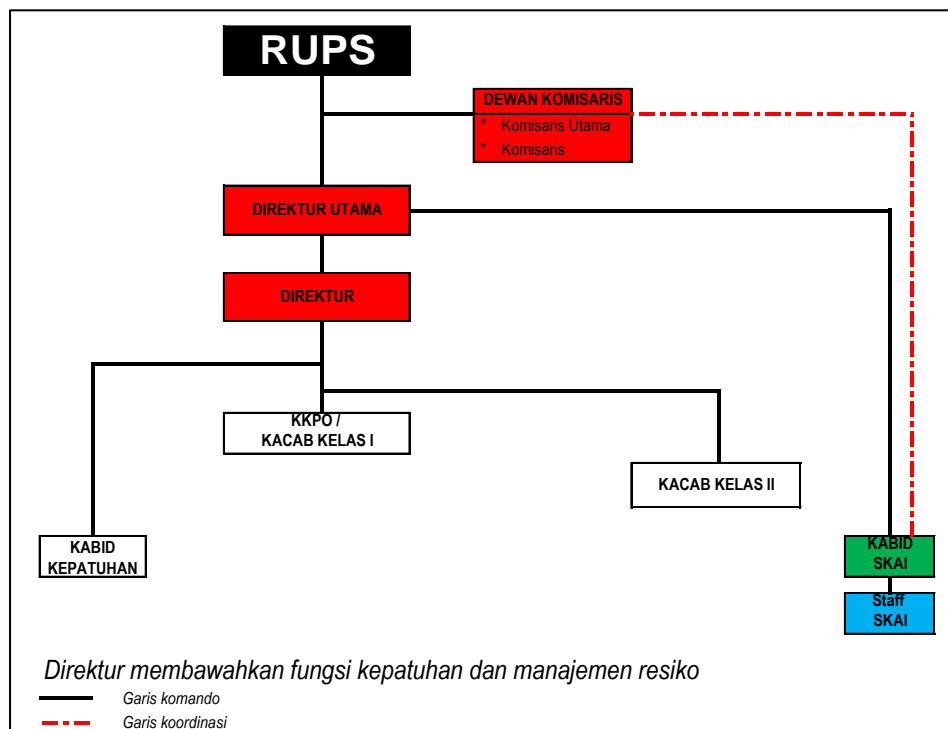 RUPS
DEWAN KOMISARIS
* Komisaris Utama
* Komisaris
DIREKTUR UTAMA
DIREKTUR
KKPO /
KACAB KELAS I
KACAB KELAS II
KABID
KEPATUHAN
KABID
SKAI
Staff
SKAI
Direktur membawahkan fungsi kepatuhan dan manajemen resiko
Garis komando
Garis koordinasi